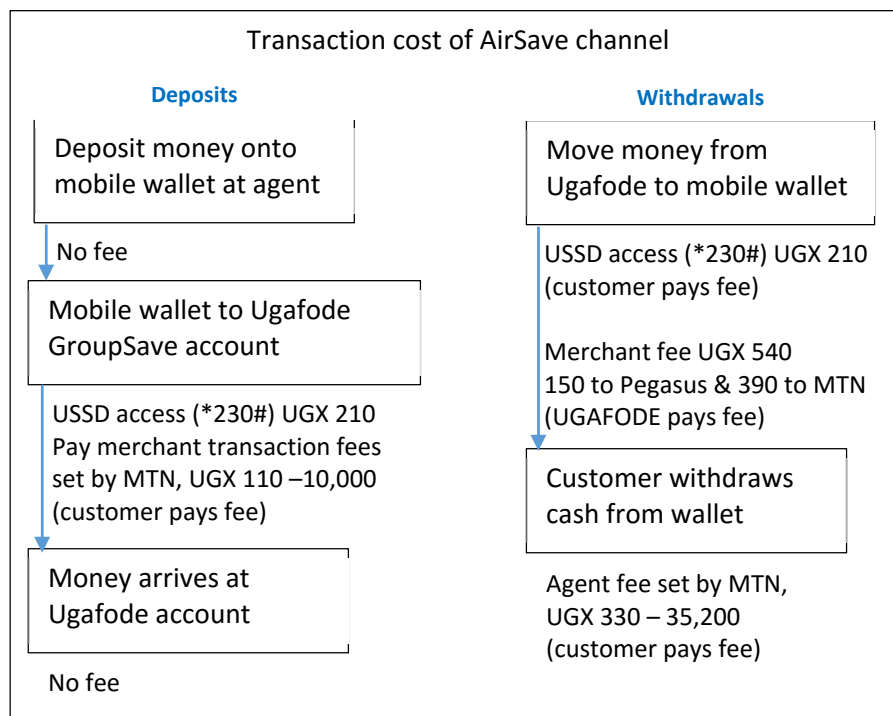 Transaction cost of AirSave channel
Deposits
Deposit money onto
mobile wallet at agent
No fee
Mobile wallet to Ugafode
GroupSave account
USSD access (*230#) UGX 210
Pay merchant transaction fees
set by MTN, UGX 110 –10,000
(customer pays fee)
Money arrives at
Ugafode account
No fee
Withdrawals
Move money from
Ugafode to mobile wallet
USSD access (*230#) UGX 210
(customer pays fee)
Merchant fee UGX 540
150 to Pegasus & 390 to MTN
(UGAFODE pays fee)
Customer withdraws
cash from wallet
Agent fee set by MTN,
UGX 330 – 35,200
(customer pays fee)